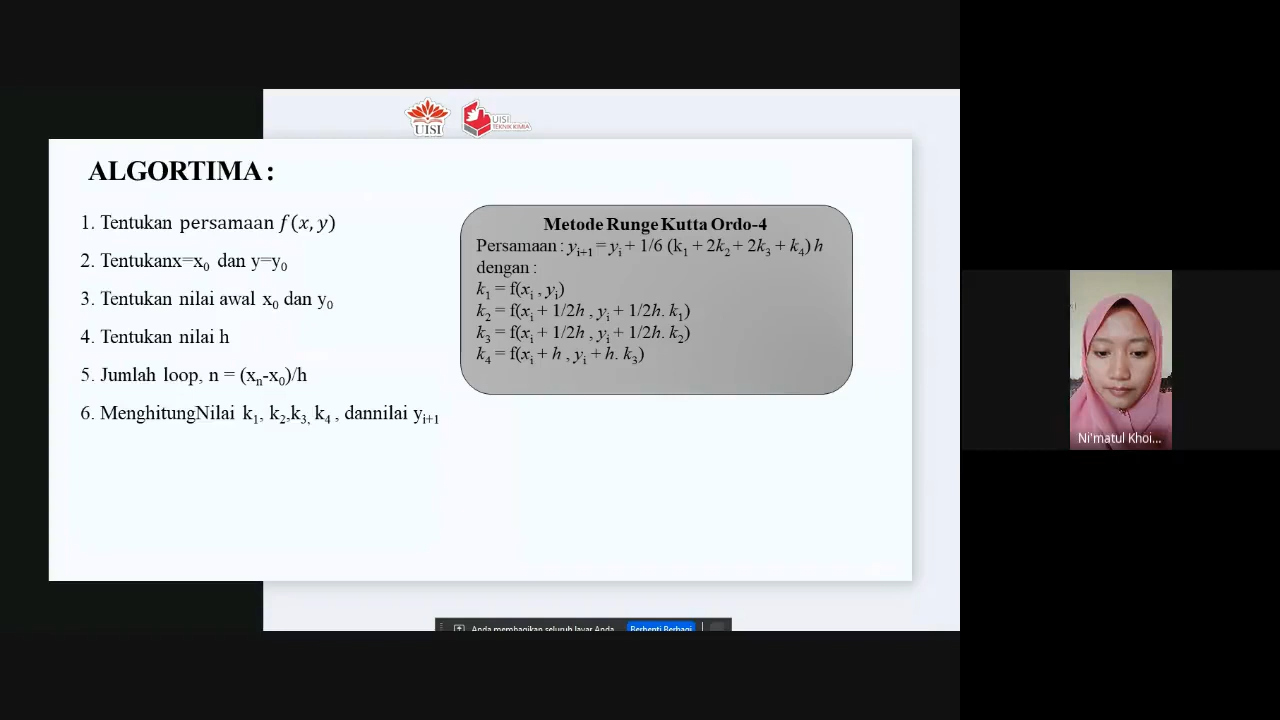 UISI
UISI
TEKNIK KIMIA
ALGORTIMA :
1. Tentukan persamaan f(x, y)
2. Tentukanx=x₀ dan y=y₀
3. Tentukan nilai awal x₀ dan y₀
4. Tentukan nilai h
5. Jumlah loop, n = (xₙ-x₀)/h
6. MenghitungNilai k₁, k₂,k₃, k₄ , dannilai yᵢ₊₁
Metode Runge Kutta Ordo-4
Persamaan : yᵢ₊₁ = yᵢ + 1/6 (k₁ + 2k₂ + 2k₃ + k₄) h
dengan :
k₁ = f(xᵢ , yᵢ)
k₂ = f(xᵢ + 1/2h , yᵢ + 1/2h. k₁)
k₃ = f(xᵢ + 1/2h , yᵢ + 1/2h. k₂)
k₄ = f(xᵢ + h , yᵢ + h. k₃)
Ni'matul Khoi...
Anda membagikan seluruh layar Anda.
Berhenti Berbagi